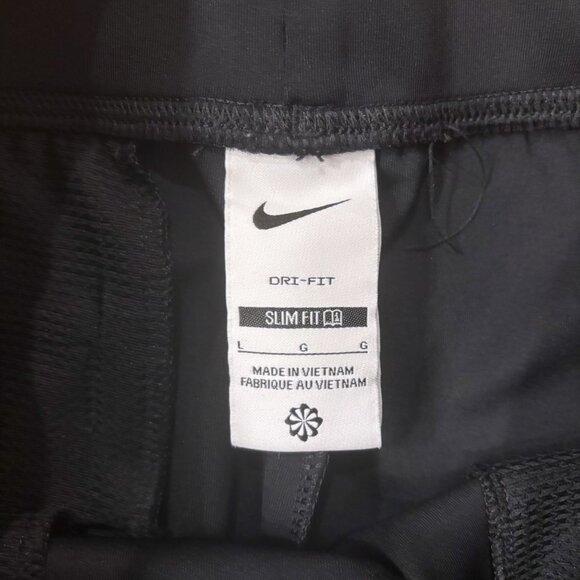 DRI-FIT
SLIM FIT
L G G
MADE IN VIETNAM
FABRIQUE AU VIETNAM